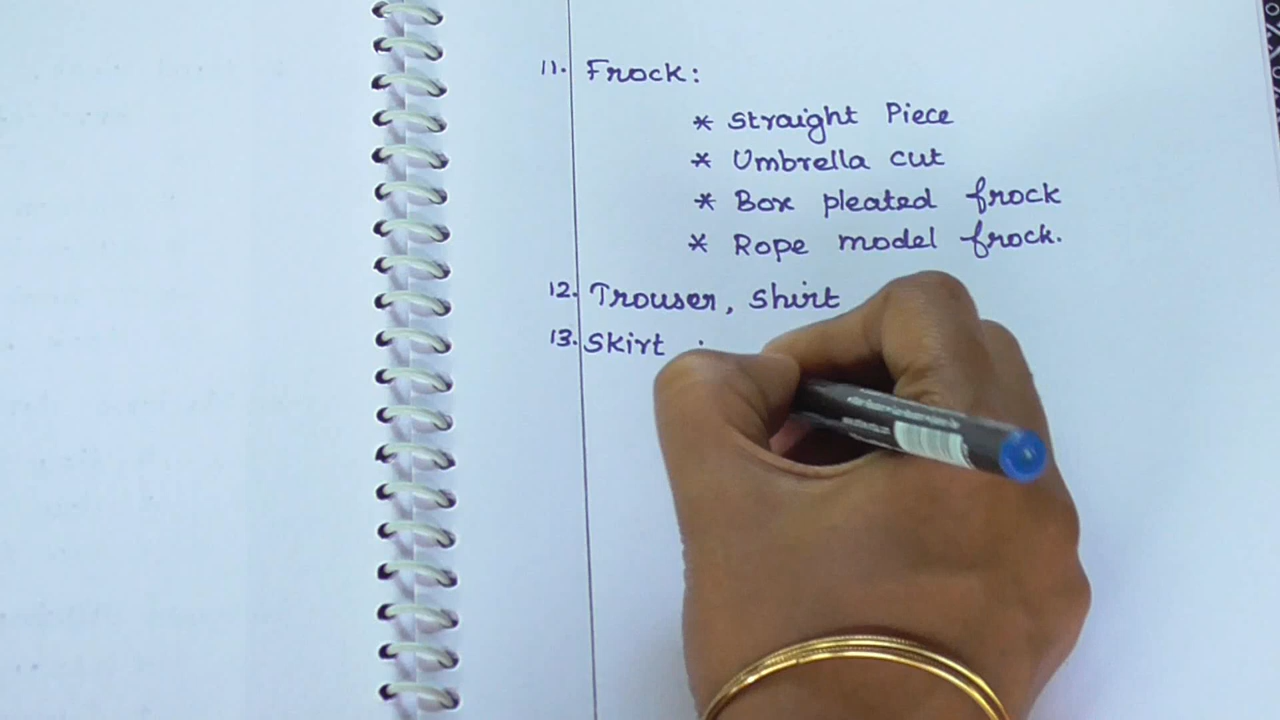 11. Frock:
* Straight Piece
* Umbrella cut
* Box pleated frock
* Rope model frock.
12. Trouser, Shirt
13. Skirt